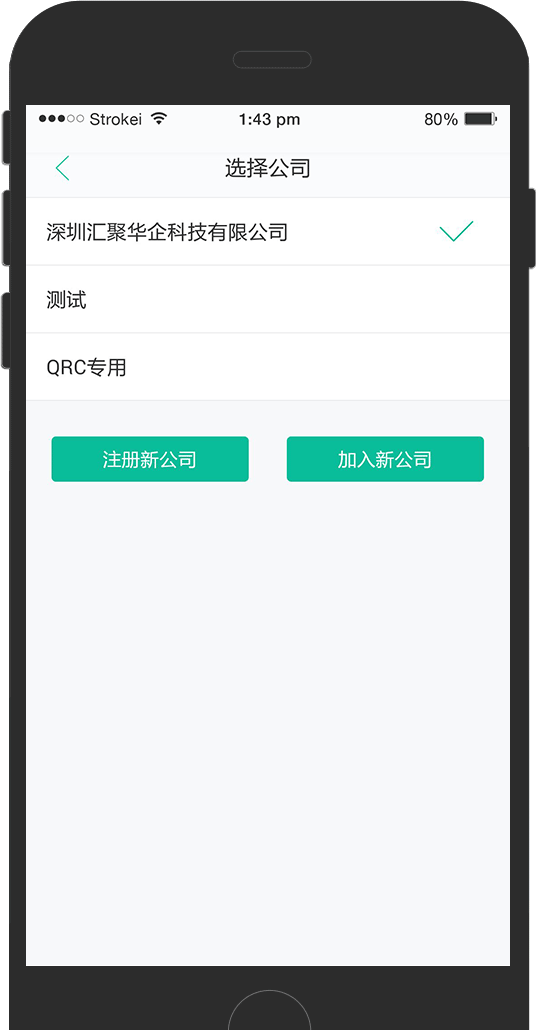 Strokei 1:43 pm 80%
选择公司
深圳汇聚华企科技有限公司
测试
QRC专用
注册新公司 加入新公司